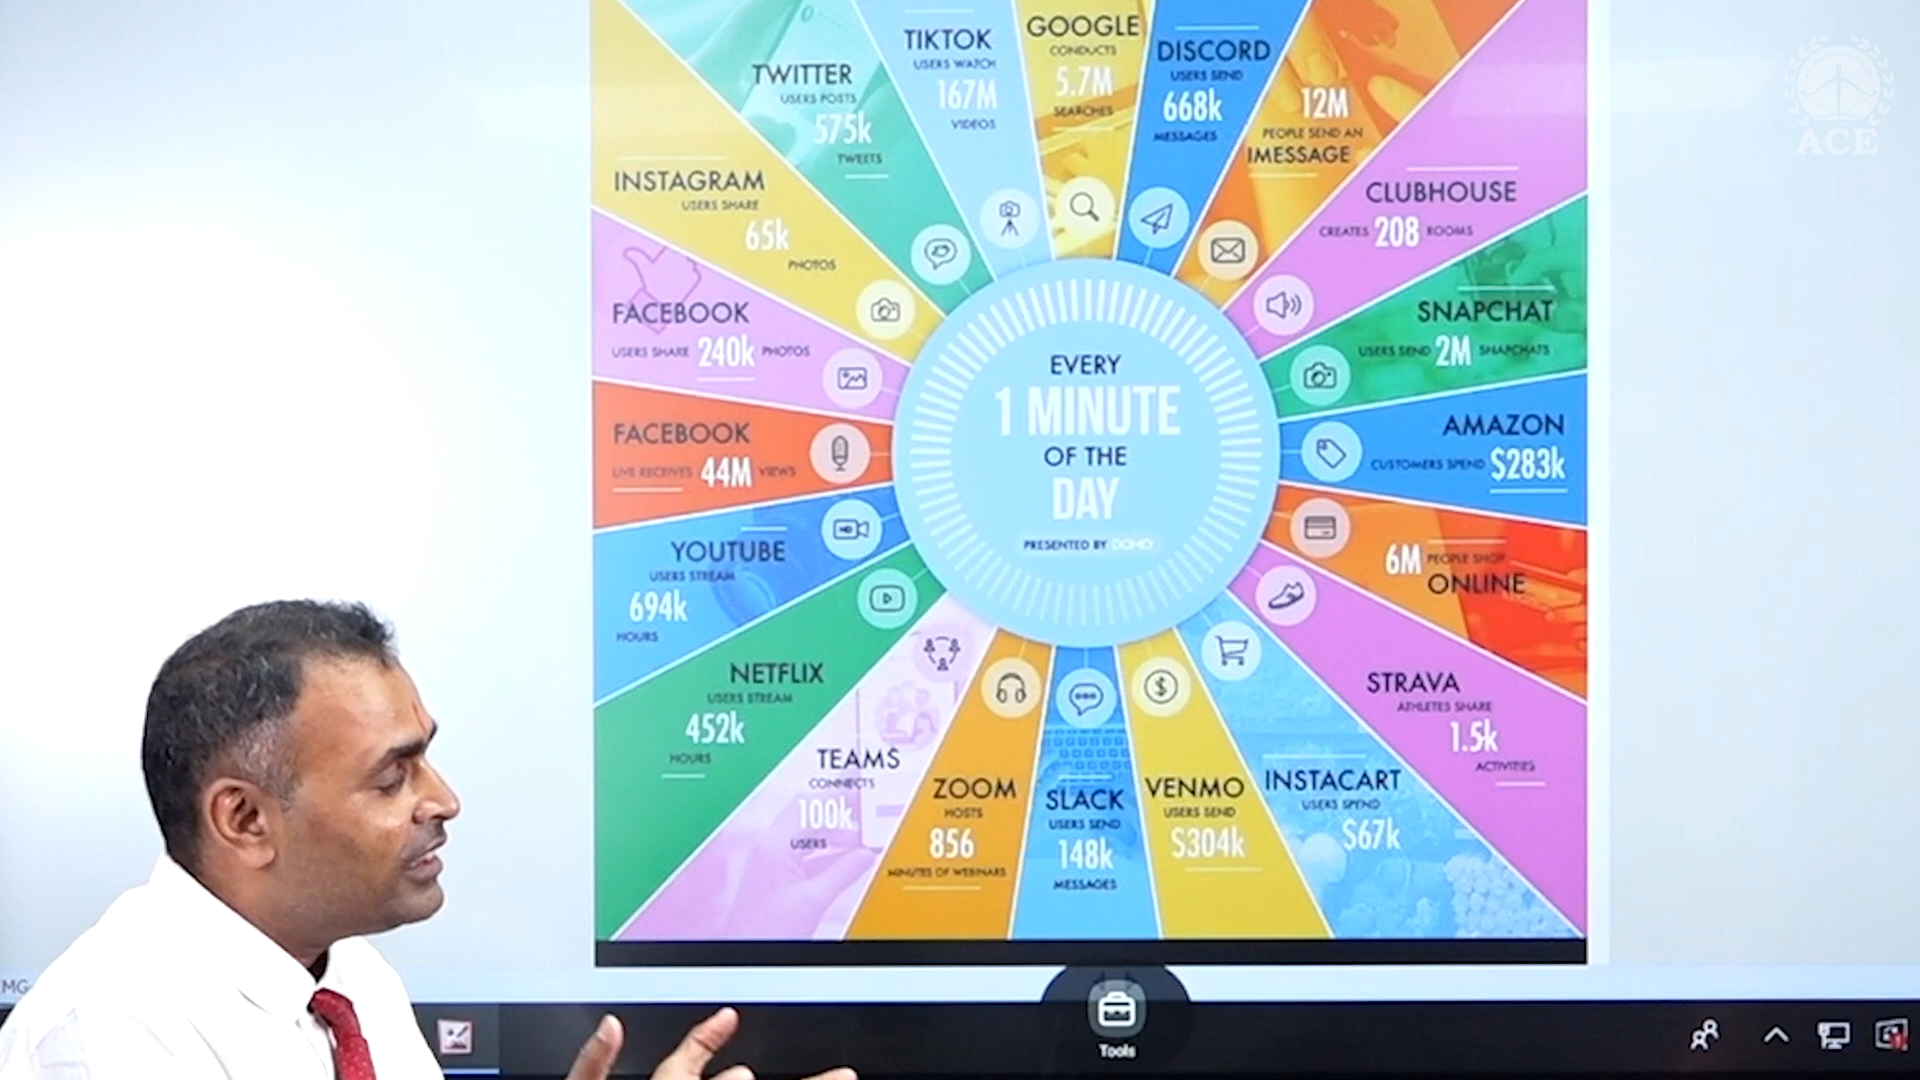 TIKTOK
USERS WATCH
167M
VIDEOS
GOOGLE
CONDUCTS
5.7M
SEARCHES
DISCORD
USERS SEND
668k
MESSAGES
12M
PEOPLE SEND AN
IMESSAGE
TWITTER
USERS POSTS
575k
TWEETS
ACE
INSTAGRAM
USERS SHARE
65k
PHOTOS
CLUBHOUSE
CREATES 208 ROOMS
FACEBOOK
USERS SHARE 240k PHOTOS
SNAPCHAT
USERS SEND 2M SNAPCHATS
EVERY
1 MINUTE
OF THE
DAY
PRESENTED BY DOMO
FACEBOOK
LIVE RECEIVES 44M VIEWS
AMAZON
CUSTOMERS SPEND $283k
YOUTUBE
USERS STREAM
694k
HOURS
6M PEOPLE SHOP
ONLINE
NETFLIX
USERS STREAM
452k
HOURS
STRAVA
ATHLETES SHARE
1.5k
ACTIVITIES
TEAMS
CONNECTS
100k
USERS
ZOOM
HOSTS
856
MINUTES OF WEBINARS
SLACK
USERS SEND
148k
MESSAGES
VENMO
USERS SEND
$304k
INSTACART
USERS SPEND
$67k
Tools